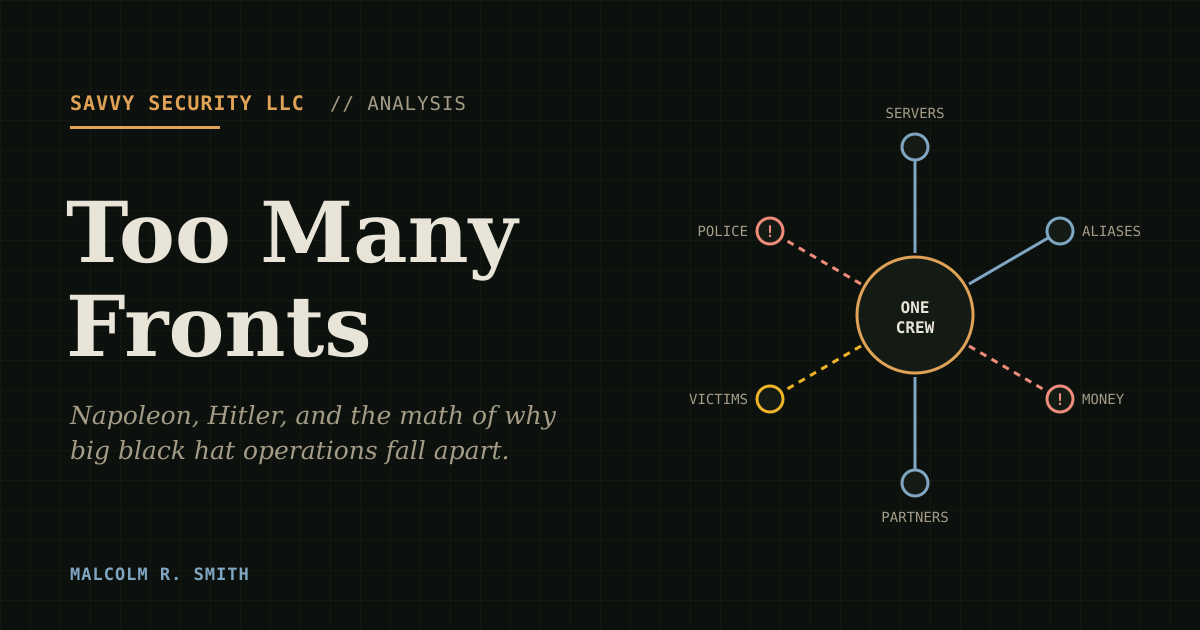 SAVVY SECURITY LLC // ANALYSIS
Too Many
Fronts
Napoleon, Hitler, and the math of why
big black hat operations fall apart.
MALCOLM R. SMITH
SERVERS
POLICE !
ALIASES
ONE
CREW
VICTIMS
! MONEY
PARTNERS